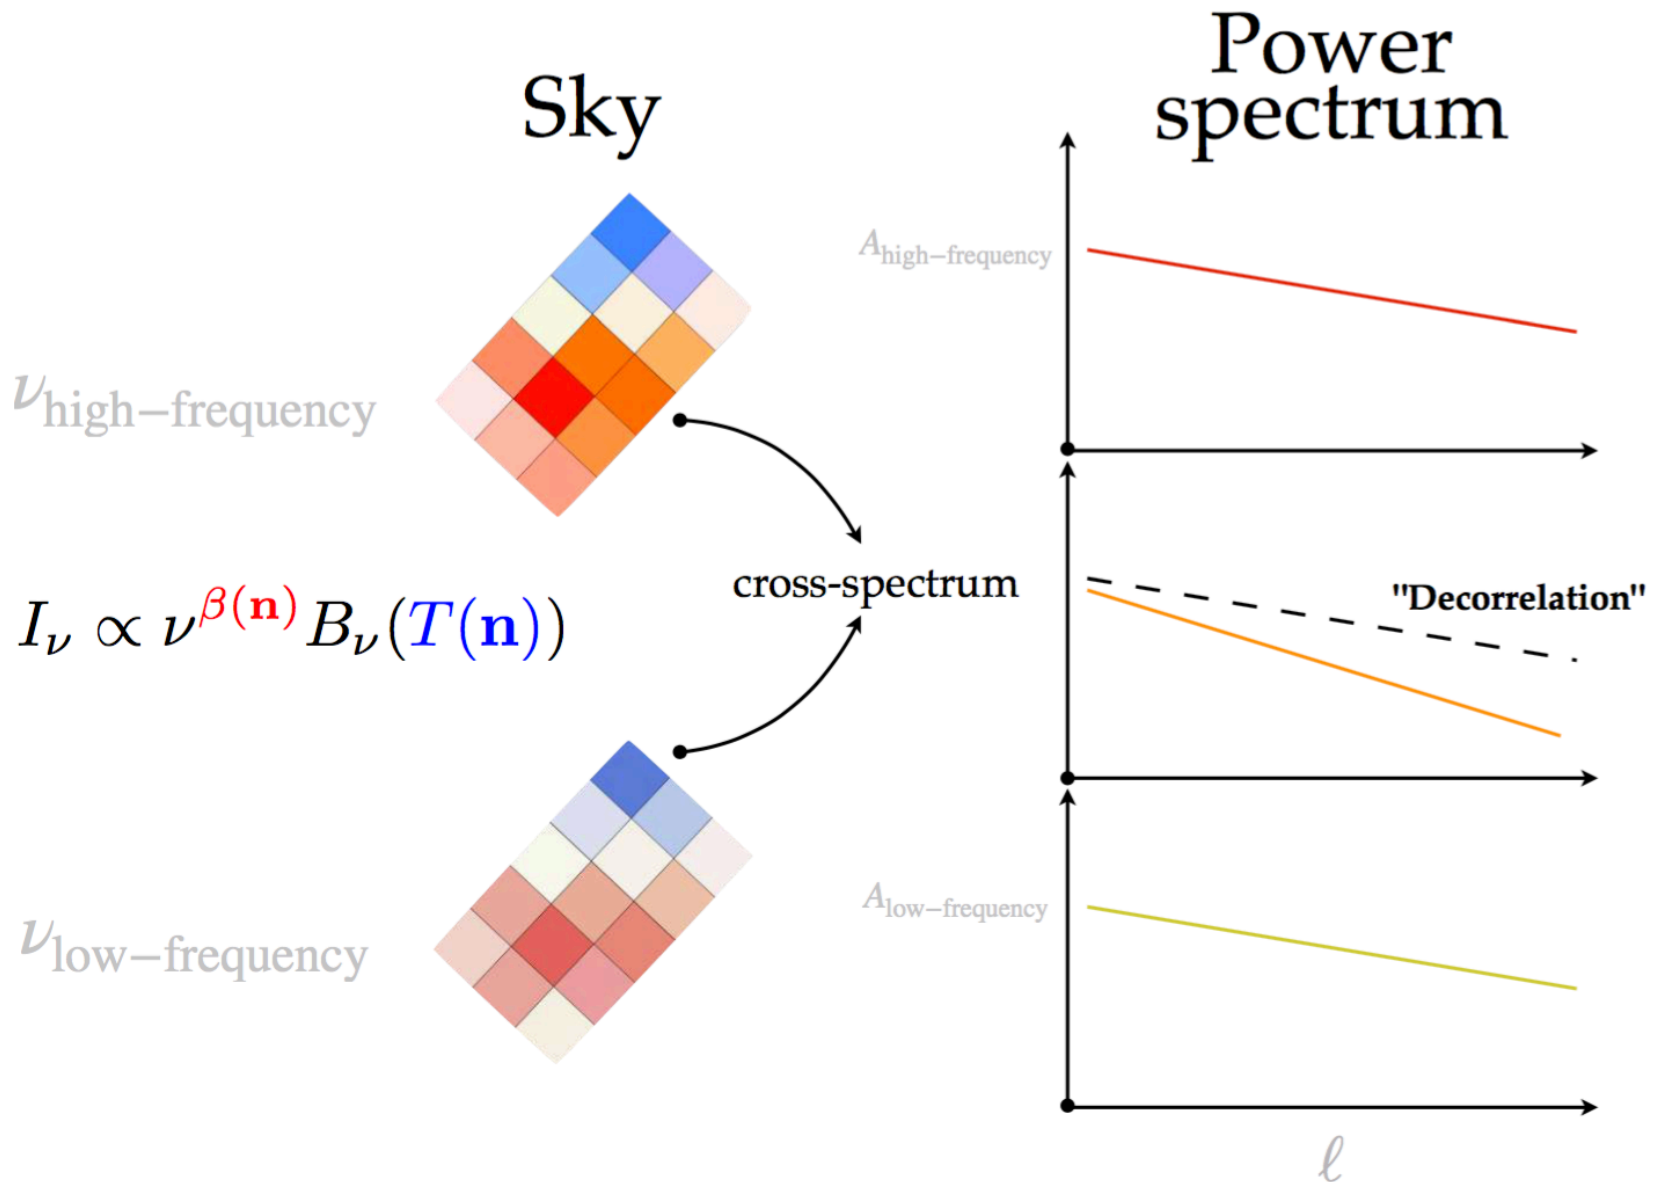 Sky
Power
spectrum
A_high−frequency
ν_high−frequency
cross-spectrum
"Decorrelation"
I_ν ∝ ν^β(n) B_ν(T(n))
A_low−frequency
ν_low−frequency
ℓ